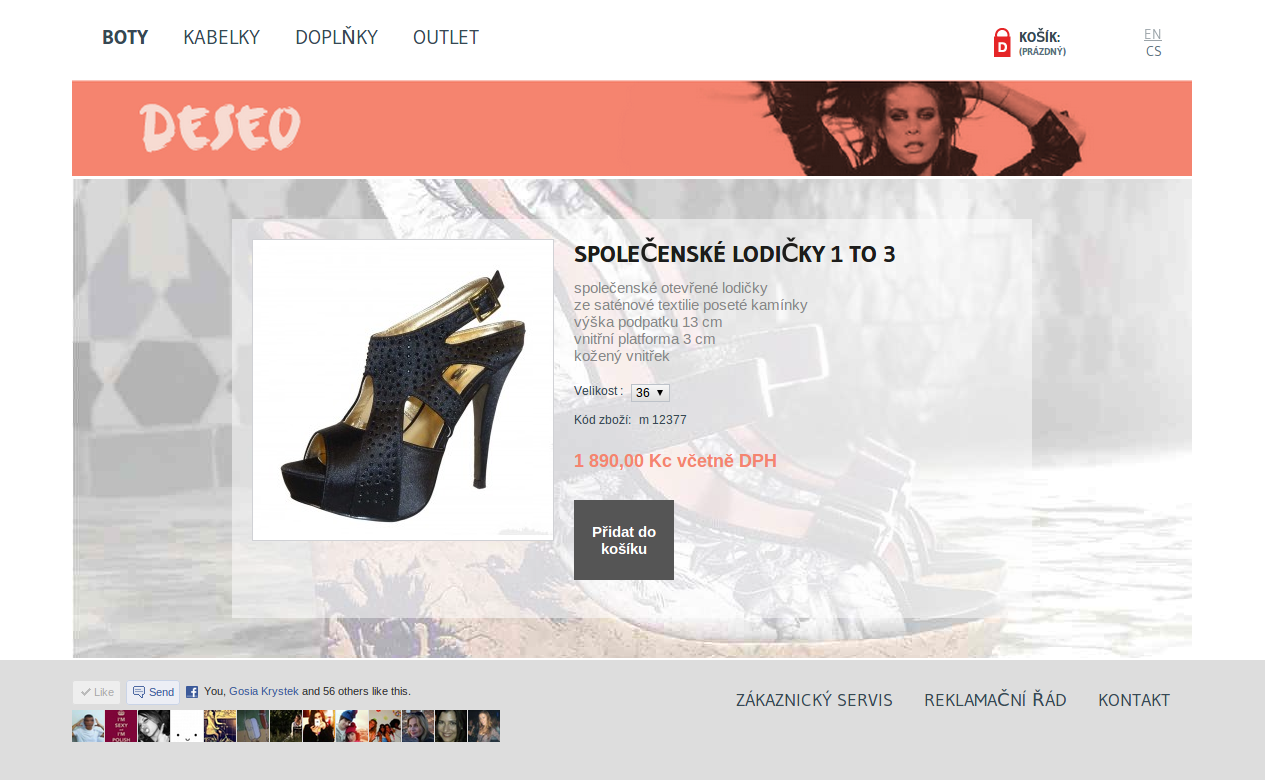 BOTY KABELKY DOPLŇKY OUTLET
KOŠÍK:
(PRÁZDNÝ)
EN
CS
DESEO
SPOLEČENSKÉ LODIČKY 1 TO 3
společenské otevřené lodičky
ze saténové textilie poseté kamínky
výška podpatku 13 cm
vnitřní platforma 3 cm
kožený vnitřek
Velikost : 36
Kód zboží: m 12377
1 890,00 Kc včetně DPH
Přidat do
košíku
Like Send You, Gosia Krystek and 56 others like this.
I'M
SEXY
I'M
POLISH
ZÁKAZNICKÝ SERVIS REKLAMAČNÍ ŘÁD KONTAKT